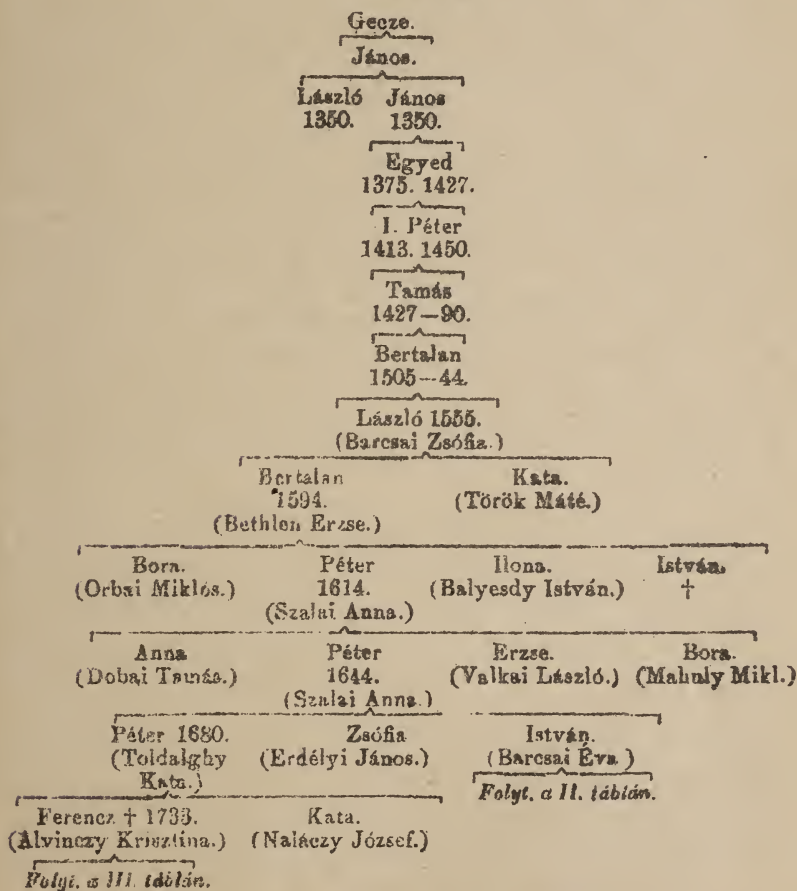 Gecze.
János.
László János
1350. 1350.
Egyed
1375. 1427.
I. Péter
1413. 1450.
Tamás
1427—90.
Bertalan
1505—44.
László 1555.
(Barcsai Zsófia.)
Bertalan Kata.
1594. (Török Máté.)
(Bethlen Erzse.)
Bora. Péter Ilona. István.
(Orbai Miklós.) 1614. (Balyesdy István.) †
(Szalai Anna.)
Anna Péter Erzse. Bora.
(Dobai Tamás.) 1644. (Valkai László.) (Mahuly Mikl.)
(Szalai Anna.)
Péter 1680. Zsófia István.
(Toldalghy (Erdélyi János.) (Barcsai Éva)
Kata.) Folyt. a II. táblán.
Ferencz † 1733. Kata.
(Alvinczy Krisztina.) (Naláczy József.)
Folyt. a III. táblán.